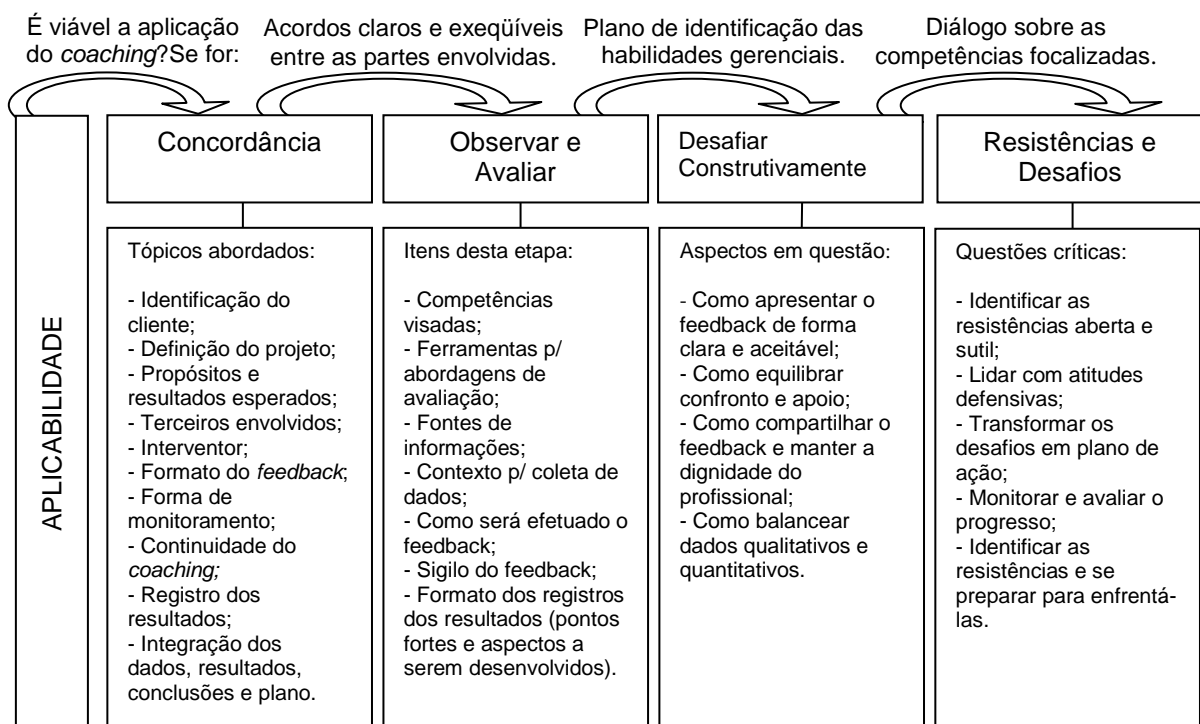 É viável a aplicação
do coaching?Se for:
Acordos claros e exeqüíveis
entre as partes envolvidas.
Plano de identificação das
habilidades gerenciais.
Diálogo sobre as
competências focalizadas.
APLICABILIDADE
Concordância
Tópicos abordados:
- Identificação do
cliente;
- Definição do projeto;
- Propósitos e
resultados esperados;
- Terceiros envolvidos;
- Interventor;
- Formato do feedback;
- Forma de
monitoramento;
- Continuidade do
coaching;
- Registro dos
resultados;
- Integração dos
dados, resultados,
conclusões e plano.
Observar e
Avaliar
Itens desta etapa:
- Competências
visadas;
- Ferramentas p/
abordagens de
avaliação;
- Fontes de
informações;
- Contexto p/ coleta de
dados;
- Como será efetuado o
feedback;
- Sigilo do feedback;
- Formato dos registros
dos resultados (pontos
fortes e aspectos a
serem desenvolvidos).
Desafiar
Construtivamente
Aspectos em questão:
- Como apresentar o
feedback de forma
clara e aceitável;
- Como equilibrar
confronto e apoio;
- Como compartilhar o
feedback e manter a
dignidade do
profissional;
- Como balancear
dados qualitativos e
quantitativos.
Resistências e
Desafios
Questões críticas:
- Identificar as
resistências aberta e
sutil;
- Lidar com atitudes
defensivas;
- Transformar os
desafios em plano de
ação;
- Monitorar e avaliar o
progresso;
- Identificar as
resistências e se
preparar para enfrentá-
las.